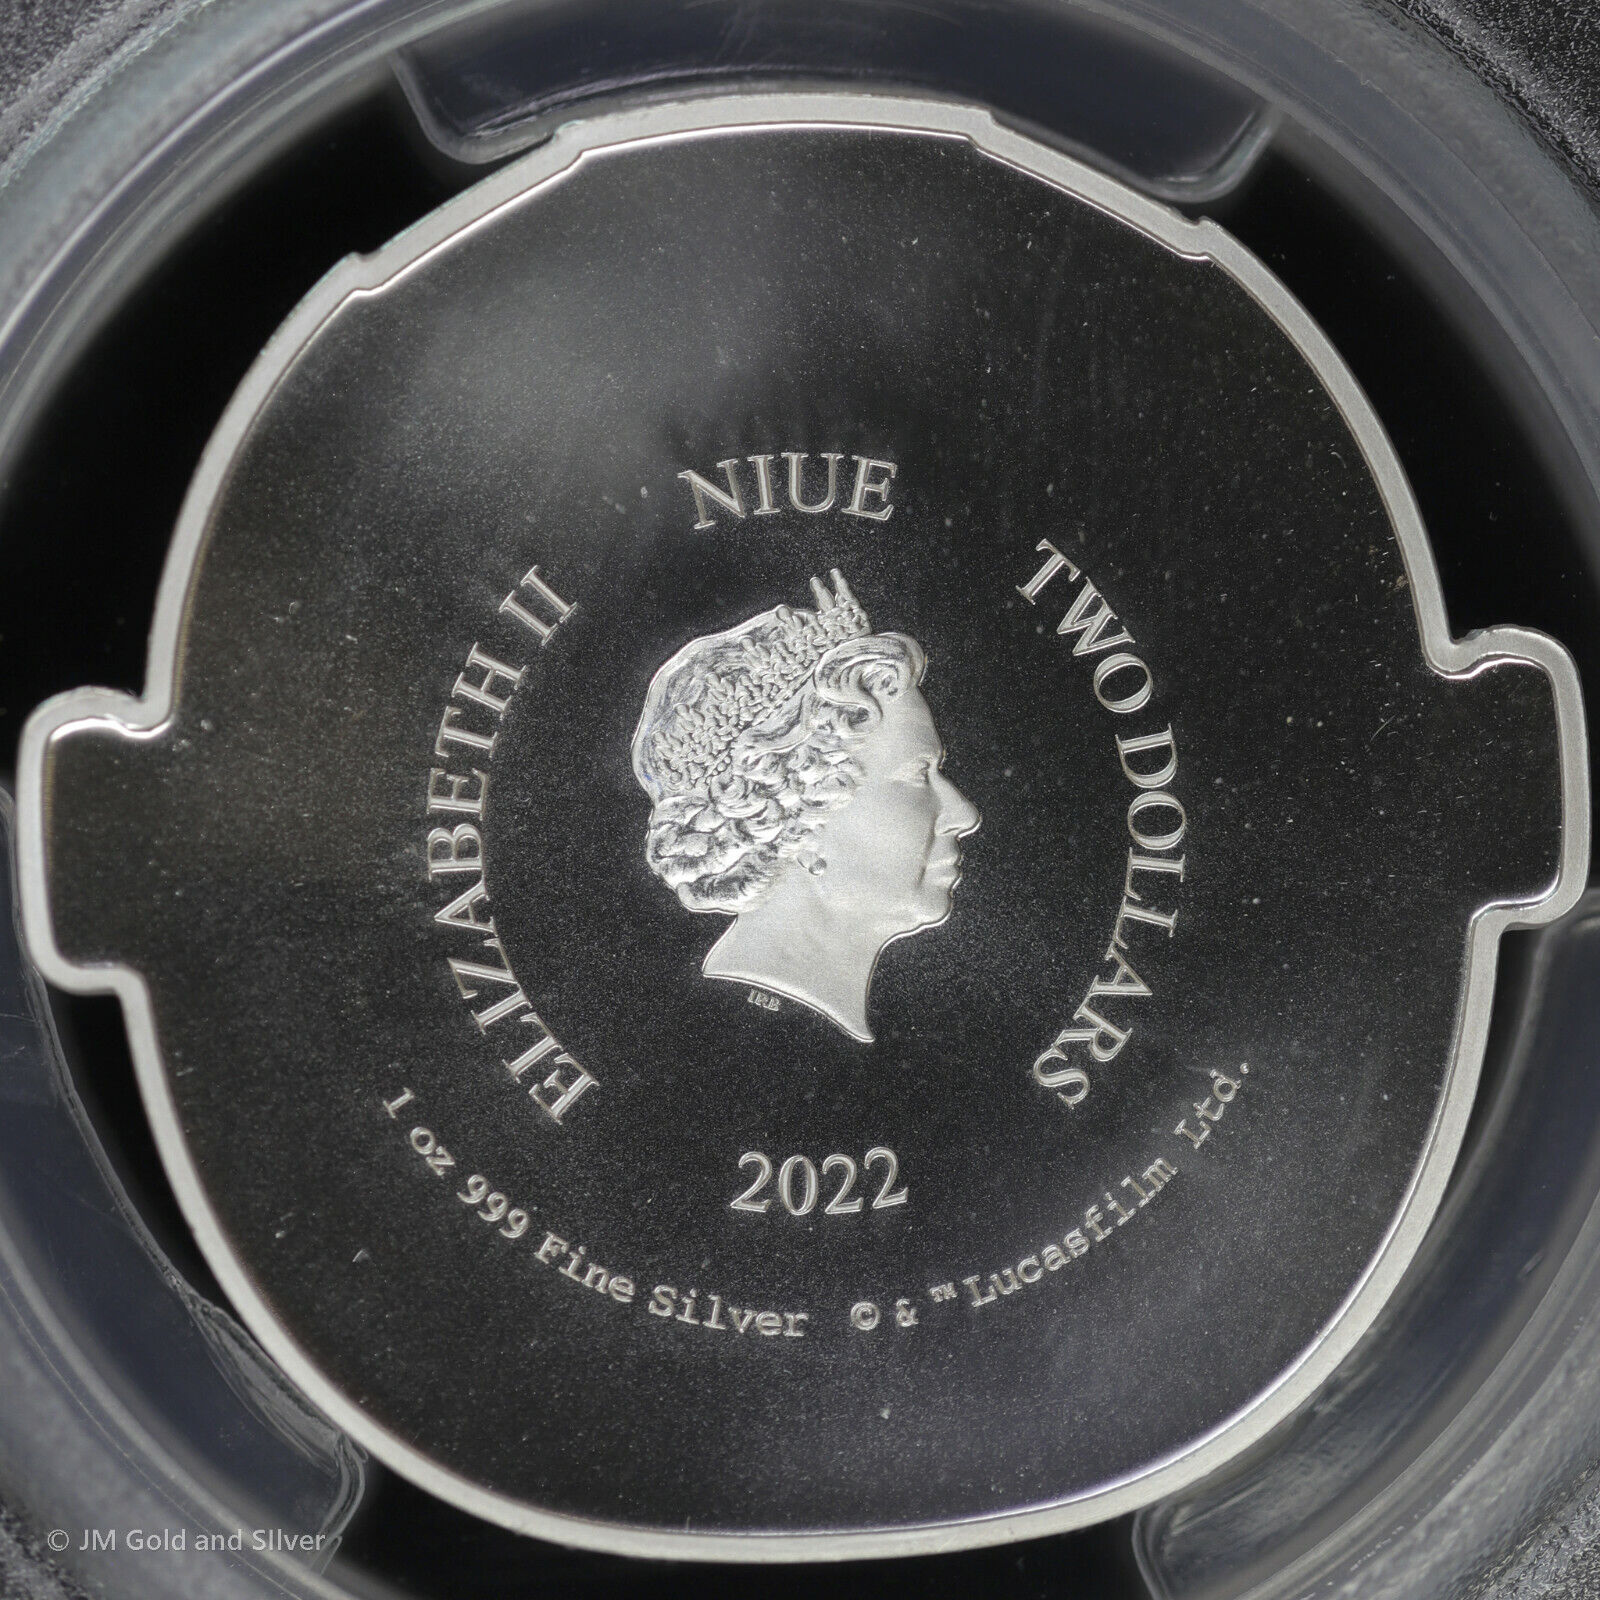 NIUE
ELIZABETH II
TWO DOLLARS
IRB
2022
1 oz 999 Fine Silver © & ™ Lucasfilm Ltd.
© JM Gold and Silver